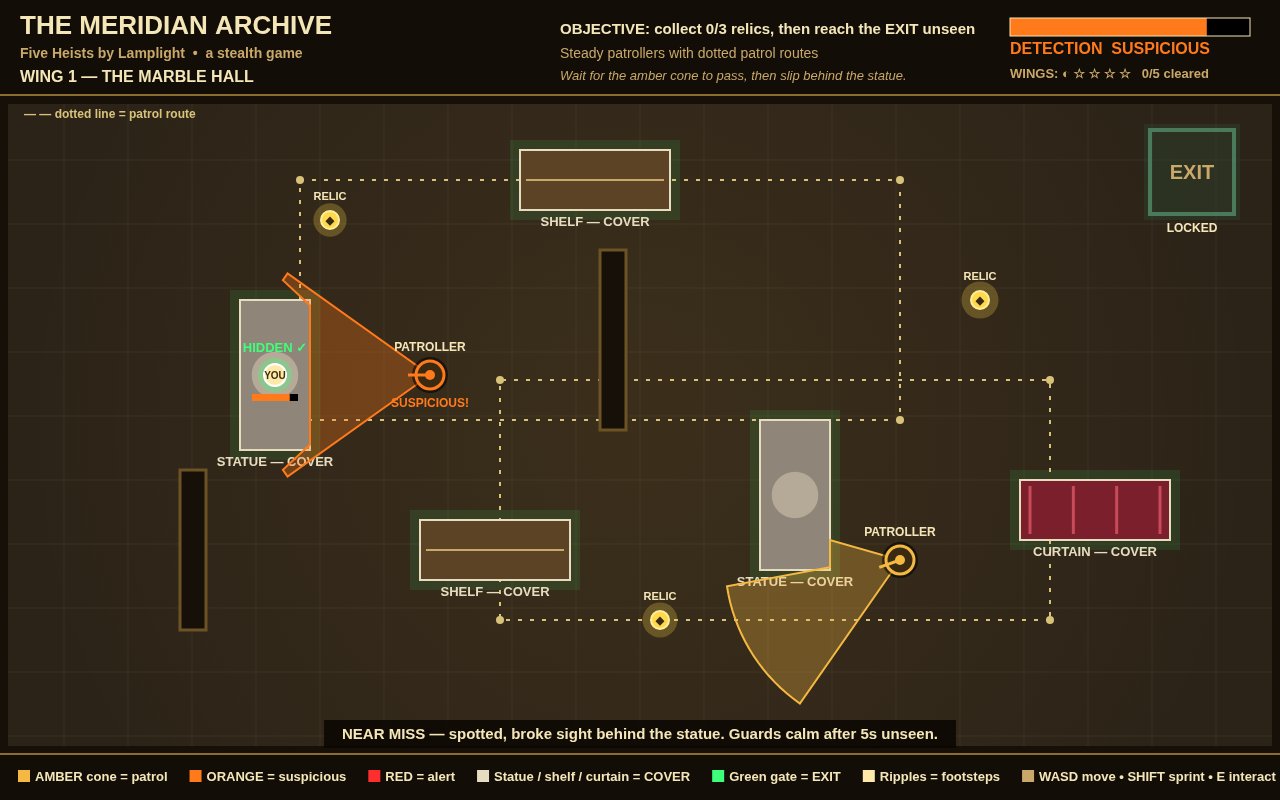 THE MERIDIAN ARCHIVE
Five Heists by Lamplight • a stealth game
WING 1 — THE MARBLE HALL
OBJECTIVE: collect 0/3 relics, then reach the EXIT unseen
Steady patrollers with dotted patrol routes
Wait for the amber cone to pass, then slip behind the statue.
DETECTION SUSPICIOUS
WINGS: ◖ ☆ ☆ ☆ ☆ 0/5 cleared
— — dotted line = patrol route
EXIT
LOCKED
RELIC
SHELF — COVER
RELIC
HIDDEN ✓
YOU
PATROLLER
SUSPICIOUS!
STATUE — COVER
PATROLLER
CURTAIN — COVER
STATUE — COVER
SHELF — COVER
RELIC
NEAR MISS — spotted, broke sight behind the statue. Guards calm after 5s unseen.
AMBER cone = patrol
ORANGE = suspicious
RED = alert
Statue / shelf / curtain = COVER
Green gate = EXIT
Ripples = footsteps
WASD move • SHIFT sprint • E interact